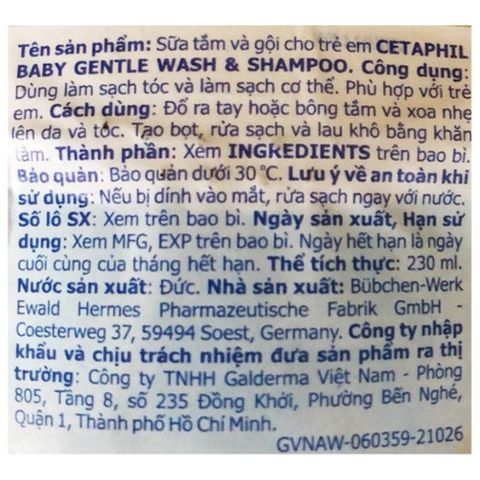 Tên sản phẩm: Sữa tắm và gội cho trẻ em CETAPHIL
BABY GENTLE WASH & SHAMPOO. Công dụng:
Dùng làm sạch tóc và làm sạch cơ thể. Phù hợp với trẻ
em. Cách dùng: Đổ ra tay hoặc bông tắm và xoa nhẹ
lên da và tóc. Tạo bọt, rửa sạch và lau khô bằng khăn
tắm. Thành phần: Xem INGREDIENTS trên bao bì.
Bảo quản: Bảo quản dưới 30°C. Lưu ý về an toàn khi
sử dụng: Nếu bị dính vào mắt, rửa sạch ngay với nước.
Số lô SX: Xem trên bao bì. Ngày sản xuất, Hạn sử
dụng: Xem MFG, EXP trên bao bì. Ngày hết hạn là ngày
cuối cùng của tháng hết hạn. Thể tích thực: 230 ml.
Nước sản xuất: Đức. Nhà sản xuất: Bübchen-Werk
Ewald Hermes Pharmazeutische Fabrik GmbH -
Coesterweg 37, 59494 Soest, Germany. Công ty nhập
khẩu và chịu trách nhiệm đưa sản phẩm ra thị
trường: Công ty TNHH Galderma Việt Nam - Phòng
805, Tầng 8, số 235 Đồng Khởi, Phường Bến Nghé,
Quận 1, Thành phố Hồ Chí Minh.
GVNAW-060359-21026